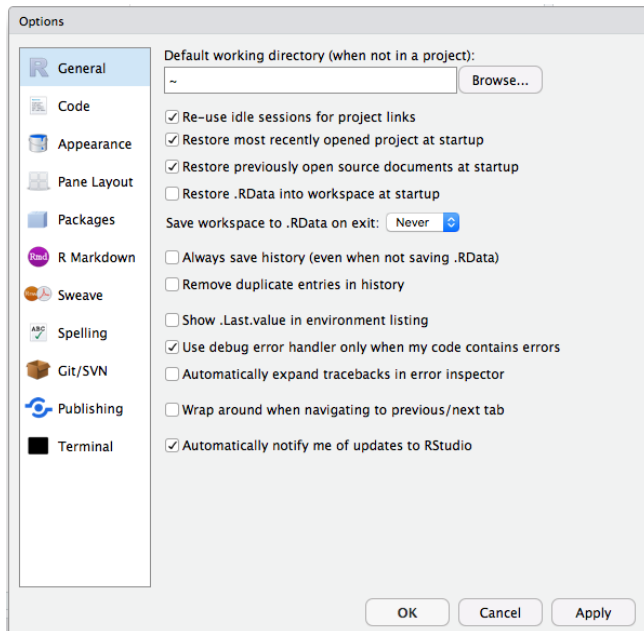 Options
General
Code
Appearance
Pane Layout
Packages
Rmd R Markdown
Sweave
ABC Spelling
Git/SVN
Publishing
Terminal
Default working directory (when not in a project):
~ Browse...
Re-use idle sessions for project links
Restore most recently opened project at startup
Restore previously open source documents at startup
Restore .RData into workspace at startup
Save workspace to .RData on exit: Never
Always save history (even when not saving .RData)
Remove duplicate entries in history
Show .Last.value in environment listing
Use debug error handler only when my code contains errors
Automatically expand tracebacks in error inspector
Wrap around when navigating to previous/next tab
Automatically notify me of updates to RStudio
OK Cancel Apply